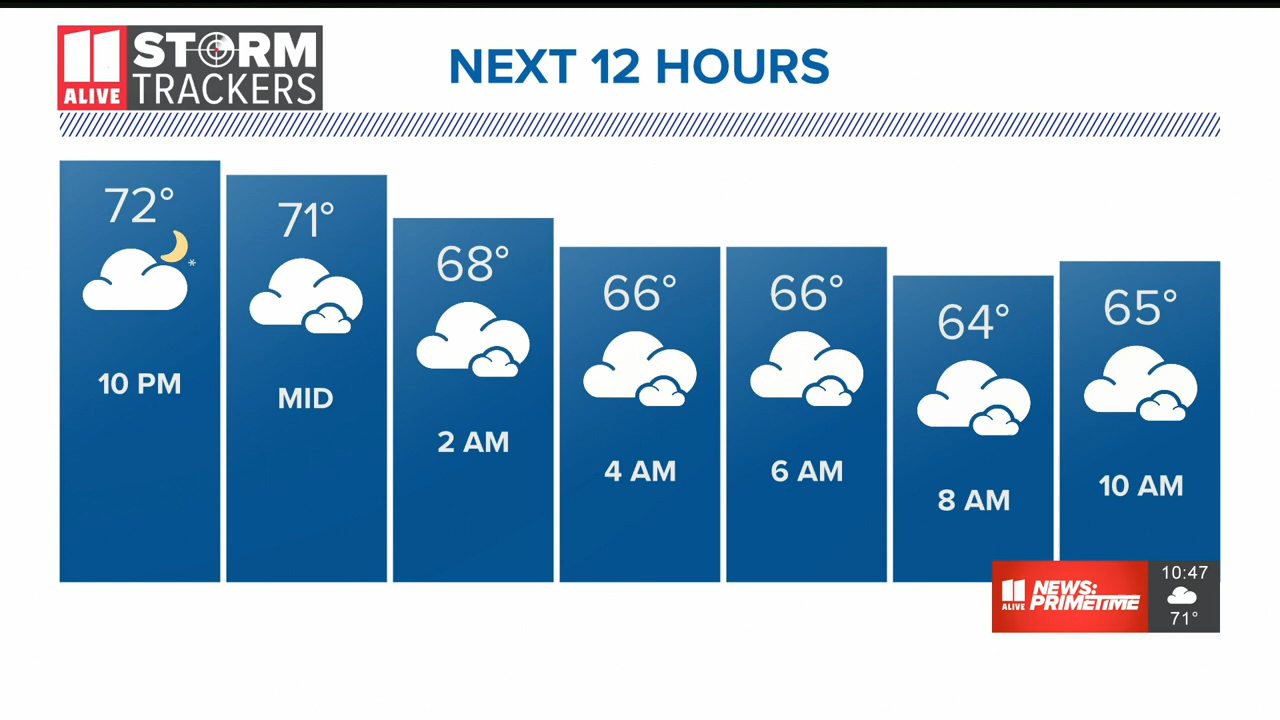 11 ALIVE STORM TRACKERS
NEXT 12 HOURS
72°
10 PM
71°
MID
68°
2 AM
66°
4 AM
66°
6 AM
64°
8 AM
65°
10 AM
11 ALIVE NEWS: PRIMETIME
10:47
71°